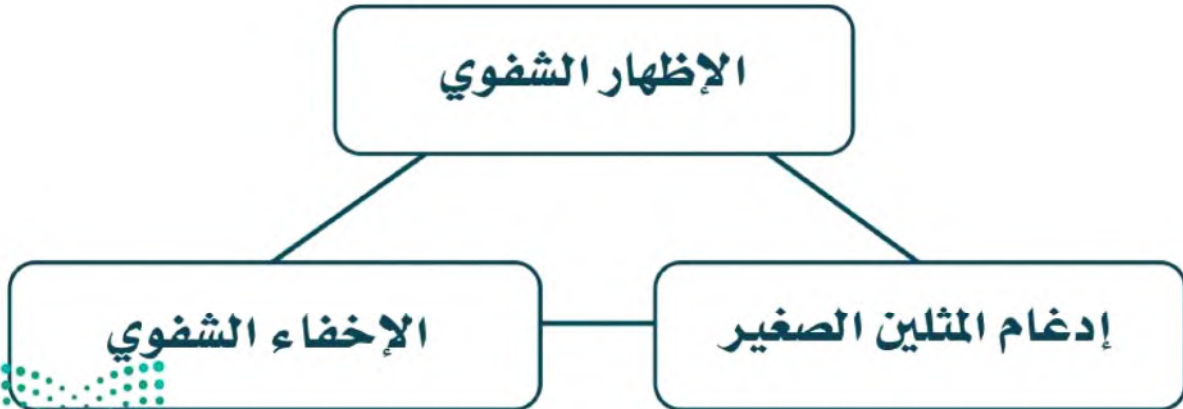 الإظهار الشفوي
إدغام المثلين الصغير
الإخفاء الشفوي